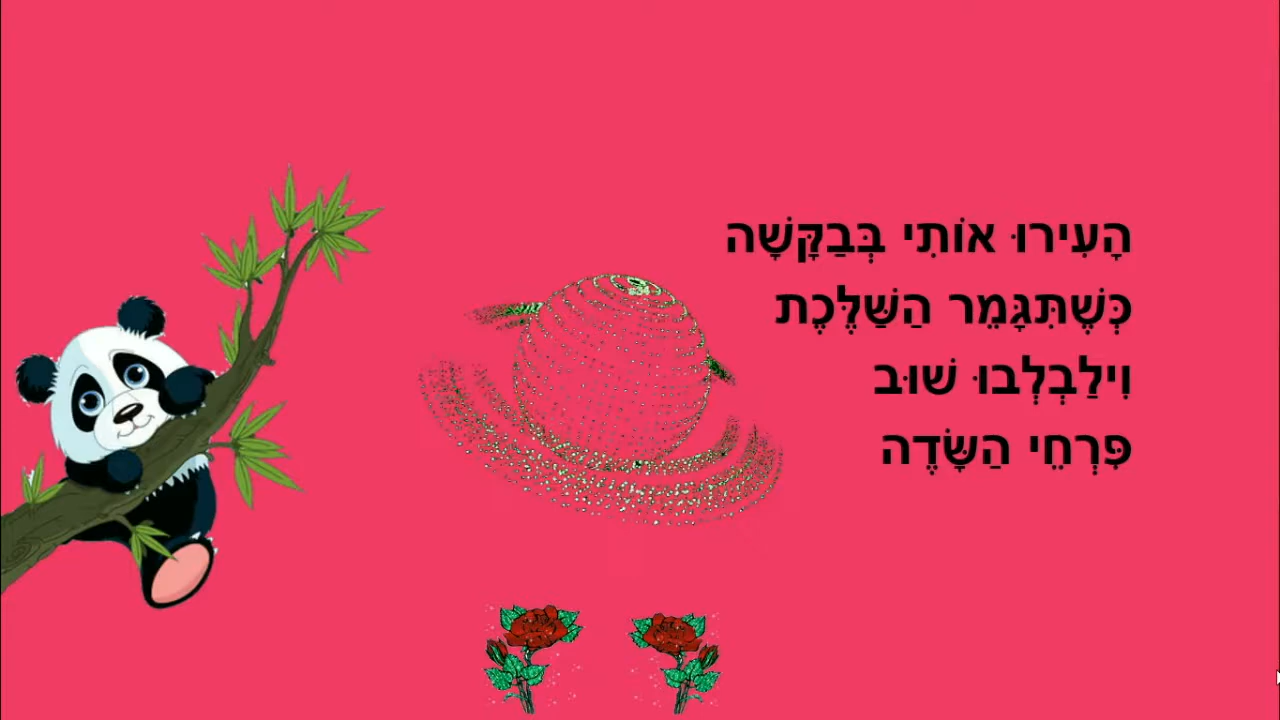 הָעִירוּ אוֹתִי בְּבַקָּשָׁה
כְּשֶׁתִּגָּמֵר הַשַּׁלֶּכֶת
וִילַבְלְבוּ שׁוּב
פִּרְחֵי הַשָּׂדֶה